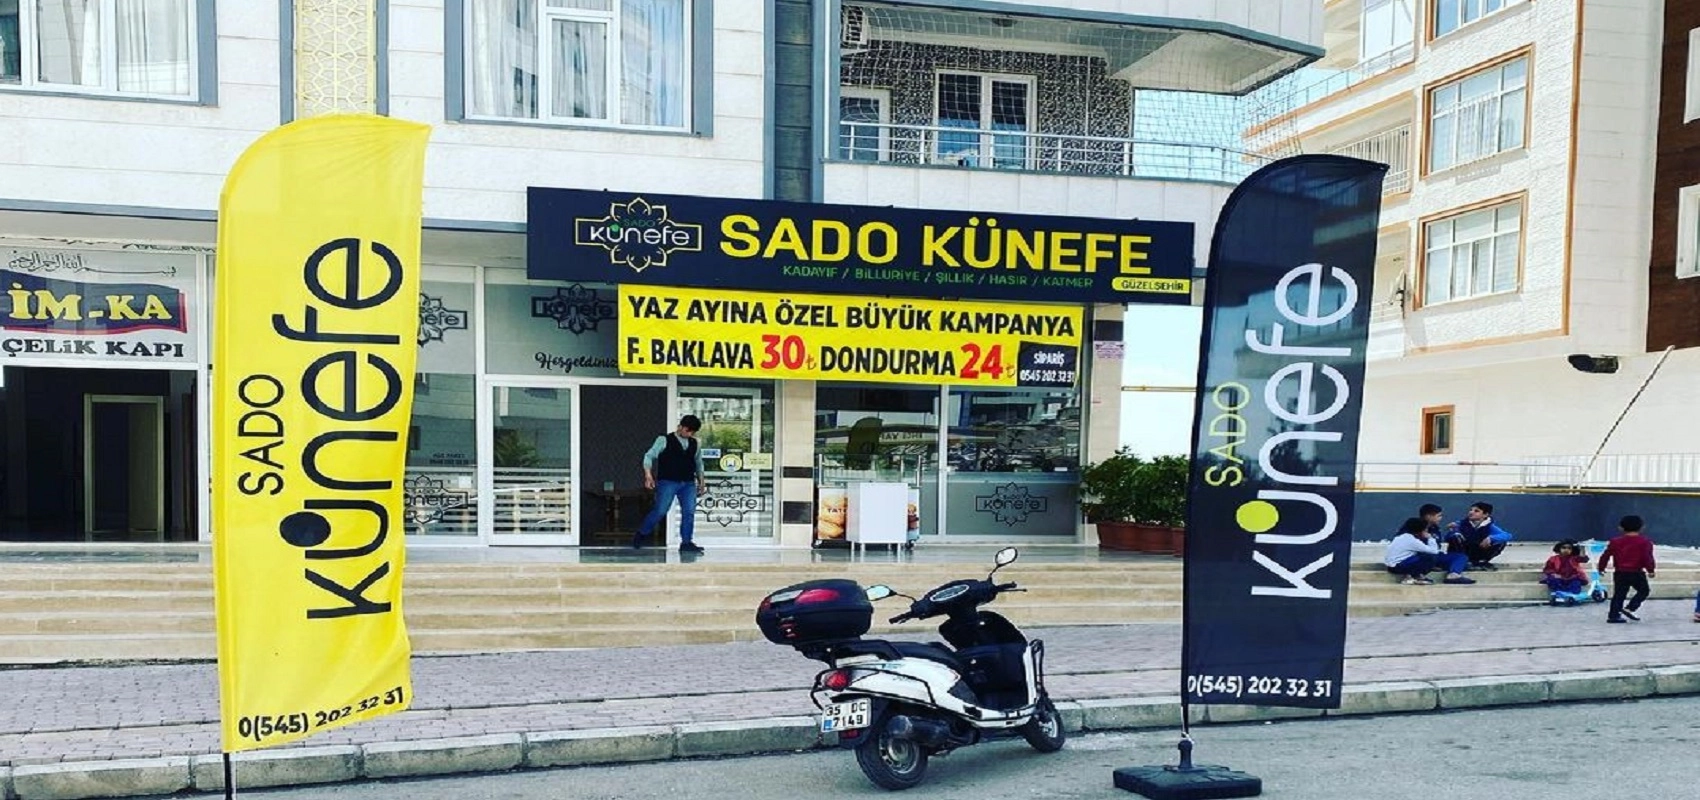 SADO
künefe
SADO KÜNEFE
KADAYIF / BİLLURİYE / ŞILLIK / HASIR / KATMER
GÜZELŞEHİR
YAZ AYINA ÖZEL BÜYÜK KAMPANYA
F. BAKLAVA 30₺ DONDURMA 24₺
SİPARİŞ
0545 202 32 31
İM-KA
ÇELİK KAPI
künefe
Hoşgeldiniz
SADO
künefe
0(545) 202 32 31
SADO
künefe
0(545) 202 32 31
SADO
künefe
künefe
35 DC
7149